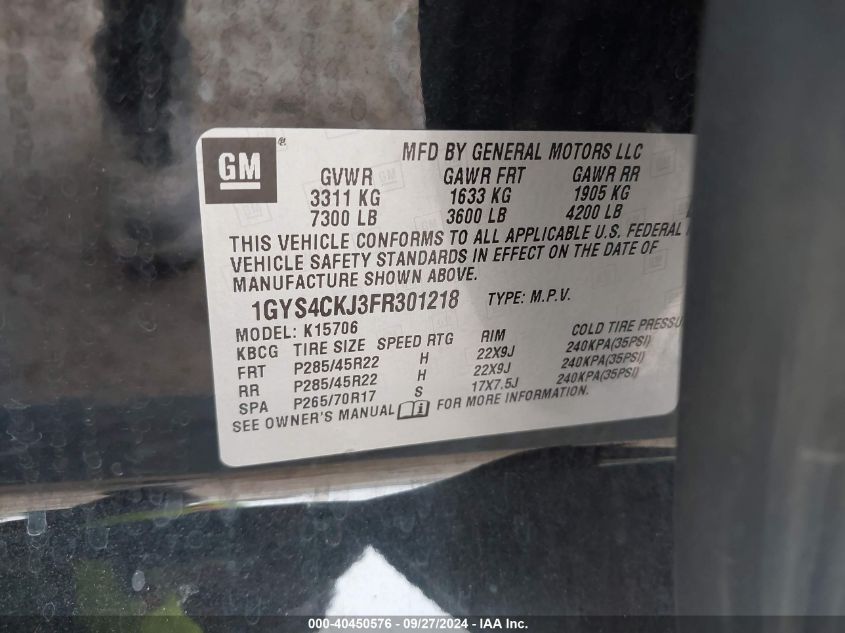 GM ®
MFD BY GENERAL MOTORS LLC
GVWR GAWR FRT GAWR RR
3311 KG 1633 KG 1905 KG
7300 LB 3600 LB 4200 LB
THIS VEHICLE CONFORMS TO ALL APPLICABLE U.S. FEDERAL
VEHICLE SAFETY STANDARDS IN EFFECT ON THE DATE OF
MANUFACTURE SHOWN ABOVE.
1GYS4CKJ3FR301218 TYPE: M.P.V.
MODEL: K15706
KBCG TIRE SIZE SPEED RTG RIM COLD TIRE PRESSU
FRT P285/45R22 H 22X9J 240KPA(35PSI)
RR P285/45R22 H 22X9J 240KPA(35PSI)
SPA P265/70R17 S 17X7.5J 240KPA(35PSI)
SEE OWNER'S MANUAL FOR MORE INFORMATION.
000-40450576 - 09/27/2024 - IAA Inc.